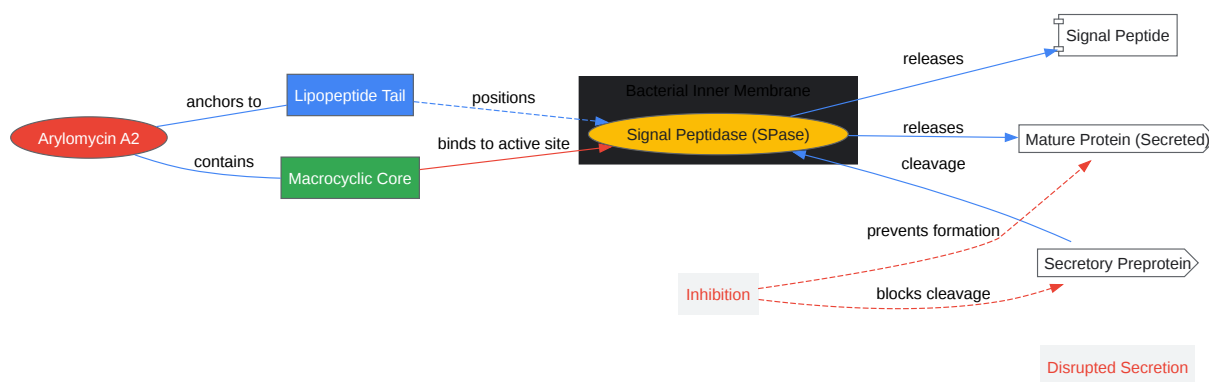 Signal Peptide
releases
Bacterial Inner Membrane
Lipopeptide Tail
positions
anchors to
Arylomycin A2
Signal Peptidase (SPase)
releases
Mature Protein (Secreted)
binds to active site
contains
cleavage
Macrocyclic Core
prevents formation
Secretory Preprotein
Inhibition
blocks cleavage
Disrupted Secretion